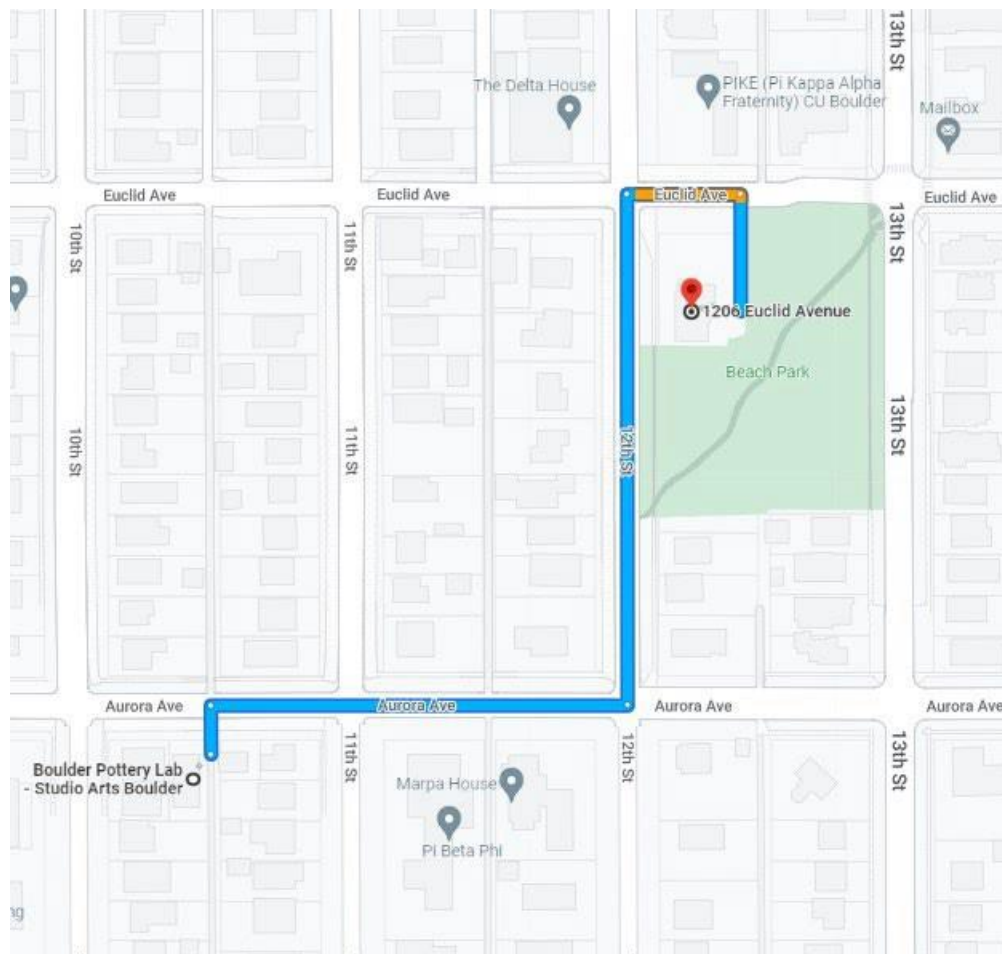 13th St
The Delta House
PIKE (Pi Kappa Alpha
Fraternity) CU Boulder
Mailbox
Euclid Ave
Euclid Ave
Euclid Ave
Euclid Ave
10th St
11th St
13th St
1206 Euclid Avenue
Beach Park
10th St
11th St
12th St
13th St
Aurora Ave
Aurora Ave
Aurora Ave
Aurora Ave
11th St
12th St
13th St
Boulder Pottery Lab
- Studio Arts Boulder
Marpa House
Pi Beta Phi
ng